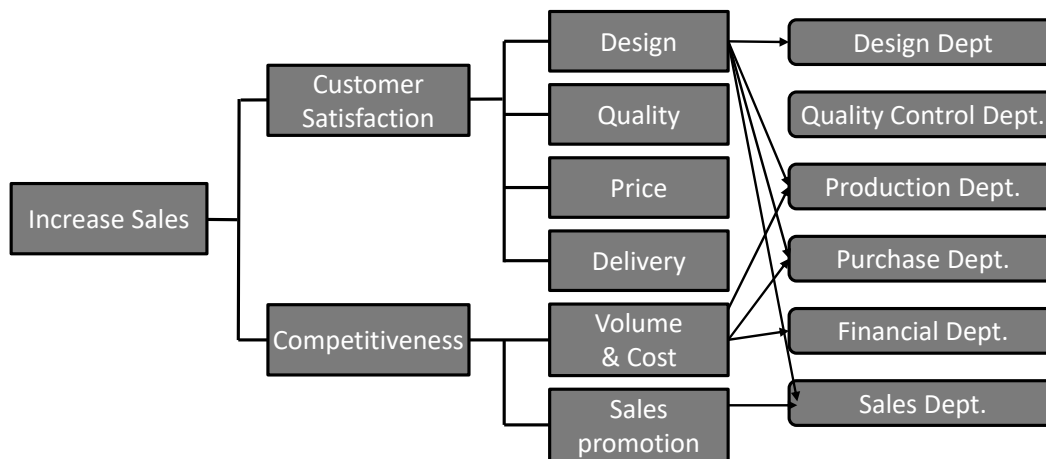 Increase Sales
Customer
Satisfaction
Competitiveness
Design
Quality
Price
Delivery
Volume
& Cost
Sales
promotion
Design Dept
Quality Control Dept.
Production Dept.
Purchase Dept.
Financial Dept.
Sales Dept.